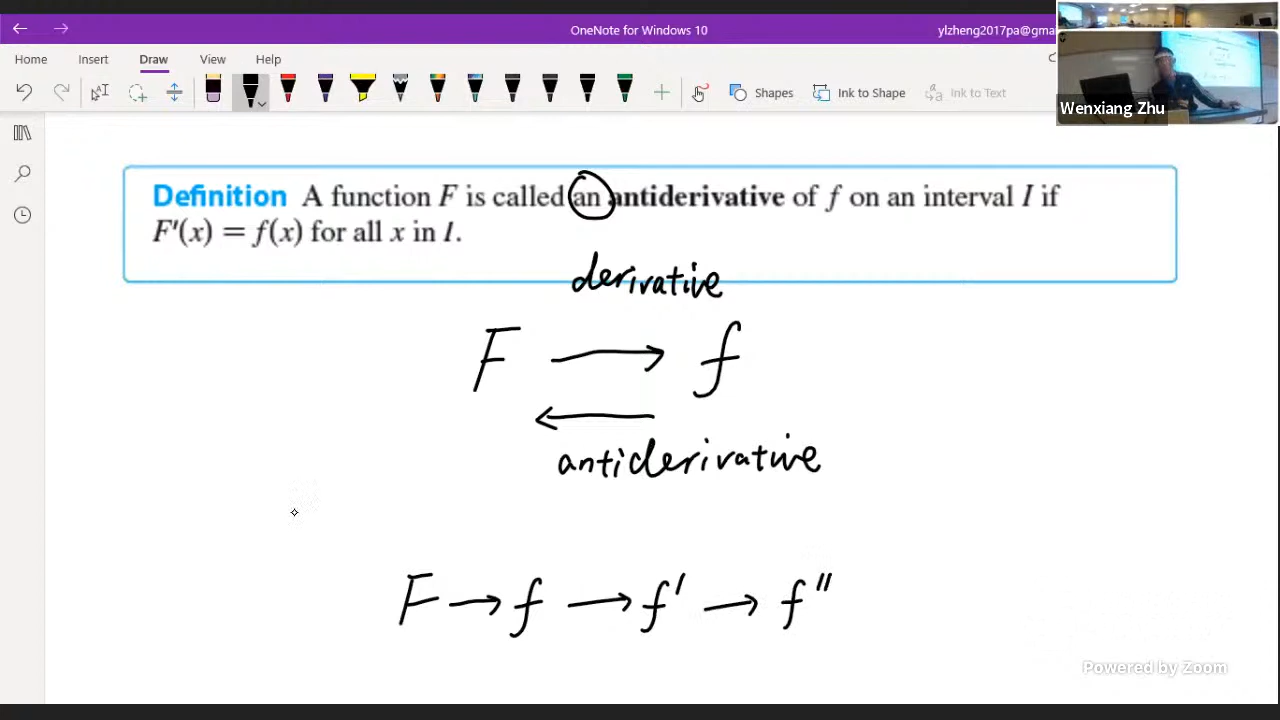 OneNote for Windows 10
ylzheng2017pa@gma
Home Insert Draw View Help
Shapes Ink to Shape Ink to Text
Wenxiang Zhu
Definition A function F is called an antiderivative of f on an interval I if
F'(x) = f(x) for all x in I.
derivative
F → f
←
antiderivative
F → f → f' → f''
Powered by Zoom